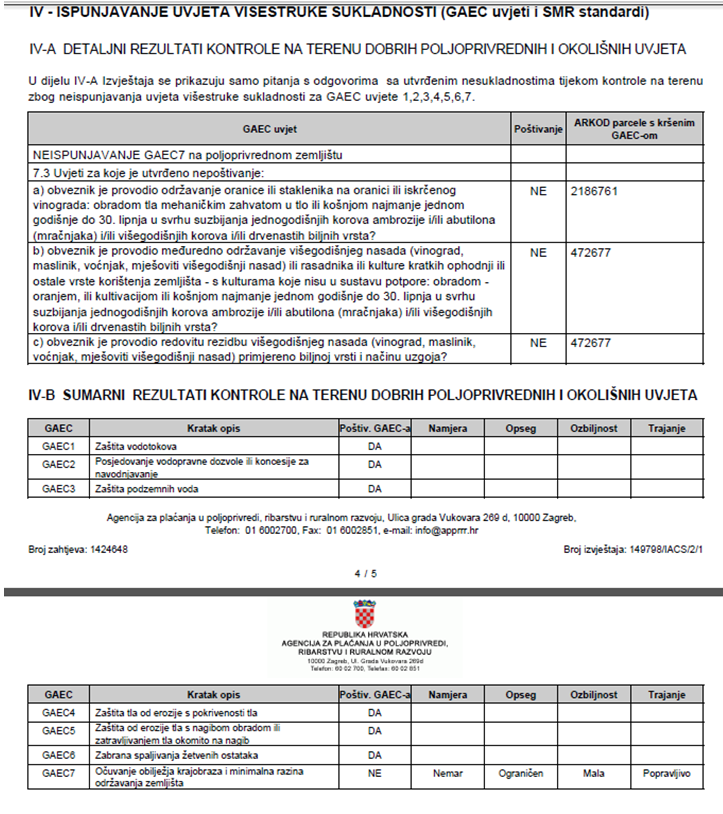 IV - ISPUNJAVANJE UVJETA VISESTRUKE SUKLADNOSTI (GAEC uvjeti i SMR standardi)
IV-A DETALJNI REZULTATI KONTROLE NA TERENU DOBRIH POLJOPRIVREDNIH I OKOLIŠNIH UVJETA
U dijelu IV-A Izvještaja se prikazuju samo pitanja s odgovorima sa utvrđenim nesukladnostima tijekom kontrole na terenu
zbog neispunjavanja uvjeta višestruke sukladnosti za GAEC uvjete 1,2,3,4,5,6,7.
GAEC uvjet Poštivanje ARKOD parcele s kršenim
GAEC-om
NEISPUNJAVANJE GAEC7 na poljoprivrednom zemljištu
7.3 Uvjeti za koje je utvrđeno nepoštivanje:
a) obveznik je provodio održavanje oranice ili staklenika na oranici ili iskrčenog NE 2186761
vinograda: obradom tla mehaničkim zahvatom u tlo ili košnjom najmanje jednom
godišnje do 30. lipnja u svrhu suzbijanja jednogodišnjih korova ambrozije i/ili abutilona
(mračnjaka) i/ili višegodišnjih korova i/ili drvenastih biljnih vrsta?
b) obveznik je provodio međuredno održavanje višegodišnjeg nasada (vinograd, NE 472677
maslinik, voćnjak, mješoviti višegodišnji nasad) ili rasadnika ili kulture kratkih ophodnji ili
ostale vrste korištenja zemljišta - s kulturama koje nisu u sustavu potpore: obradom -
oranjem, ili kultivacijom ili košnjom najmanje jednom godišnje do 30. lipnja u svrhu
suzbijanja jednogodišnjih korova ambrozije i/ili abutilona (mračnjaka) i/ili višegodišnjih
korova i/ili drvenastih biljnih vrsta?
c) obveznik je provodio redovitu rezidbu višegodišnjeg nasada (vinograd, maslinik, NE 472677
voćnjak, mješoviti višegodišnji nasad) primjereno biljnoj vrsti i načinu uzgoja?
IV-B SUMARNI REZULTATI KONTROLE NA TERENU DOBRIH POLJOPRIVREDNIH I OKOLIŠNIH UVJETA
GAEC Kratak opis Poštiv. GAEC-a Namjera Opseg Ozbiljnost Trajanje
GAEC1 Zaštita vodotokova DA
GAEC2 Posjedovanje vodopravne dozvole ili koncesije za DA
navodnjavanje
GAEC3 Zaštita podzemnih voda DA
Agencija za plaćanja u poljoprivredi, ribarstvu i ruralnom razvoju, Ulica grada Vukovara 269 d, 10000 Zagreb,
Telefon: 01 6002700, Fax: 01 6002851, e-mail: info@apprrr.hr
Broj zahtjeva: 1424648 Broj izvještaja: 149798/IACS/2/1
4 / 5
REPUBLIKA HRVATSKA
AGENCIJA ZA PLAĆANJA U POLJOPRIVREDI,
RIBARSTVU I RURALNOM RAZVOJU
10000 Zagreb, Ul. Grada Vukovara 269d
Telefon: 60 02 700, Telefax: 60 02 851
GAEC Kratak opis Poštiv. GAEC-a Namjera Opseg Ozbiljnost Trajanje
GAEC4 Zaštita tla od erozije s pokrivenosti tla DA
GAEC5 Zaštita od erozije tla s nagibom obradom ili DA
zatravljivanjem tla okomito na nagib
GAEC6 Zabrana spaljivanja žetvenih ostataka DA
GAEC7 Očuvanje obilježja krajobraza i minimalna razina NE Nemar Ograničen Mala Popravljivo
održavanja zemljišta